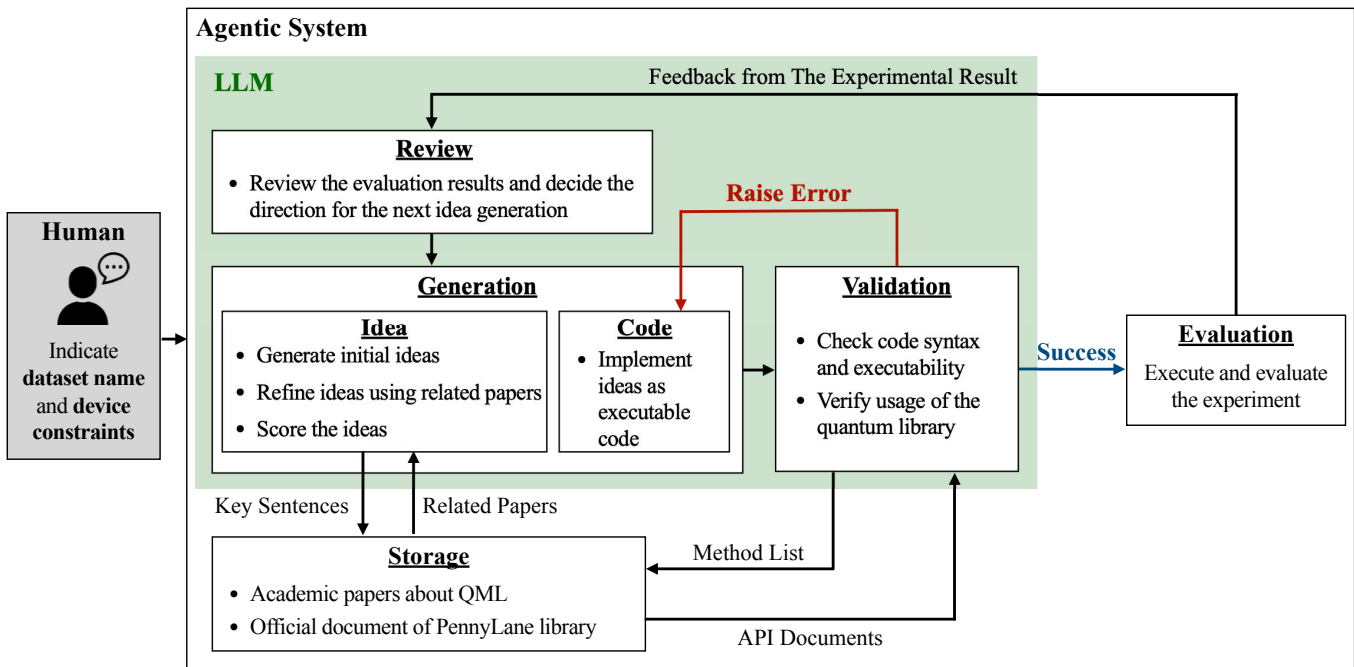 Agentic System
LLM
Feedback from The Experimental Result
Review
• Review the evaluation results and decide the
direction for the next idea generation
Raise Error
Human
Indicate
dataset name
and device
constraints
Generation
Idea
• Generate initial ideas
• Refine ideas using related papers
• Score the ideas
Code
• Implement
ideas as
executable
code
Validation
• Check code syntax
and executability
• Verify usage of the
quantum library
Success
Evaluation
Execute and evaluate
the experiment
Key Sentences
Related Papers
Storage
• Academic papers about QML
• Official document of PennyLane library
Method List
API Documents